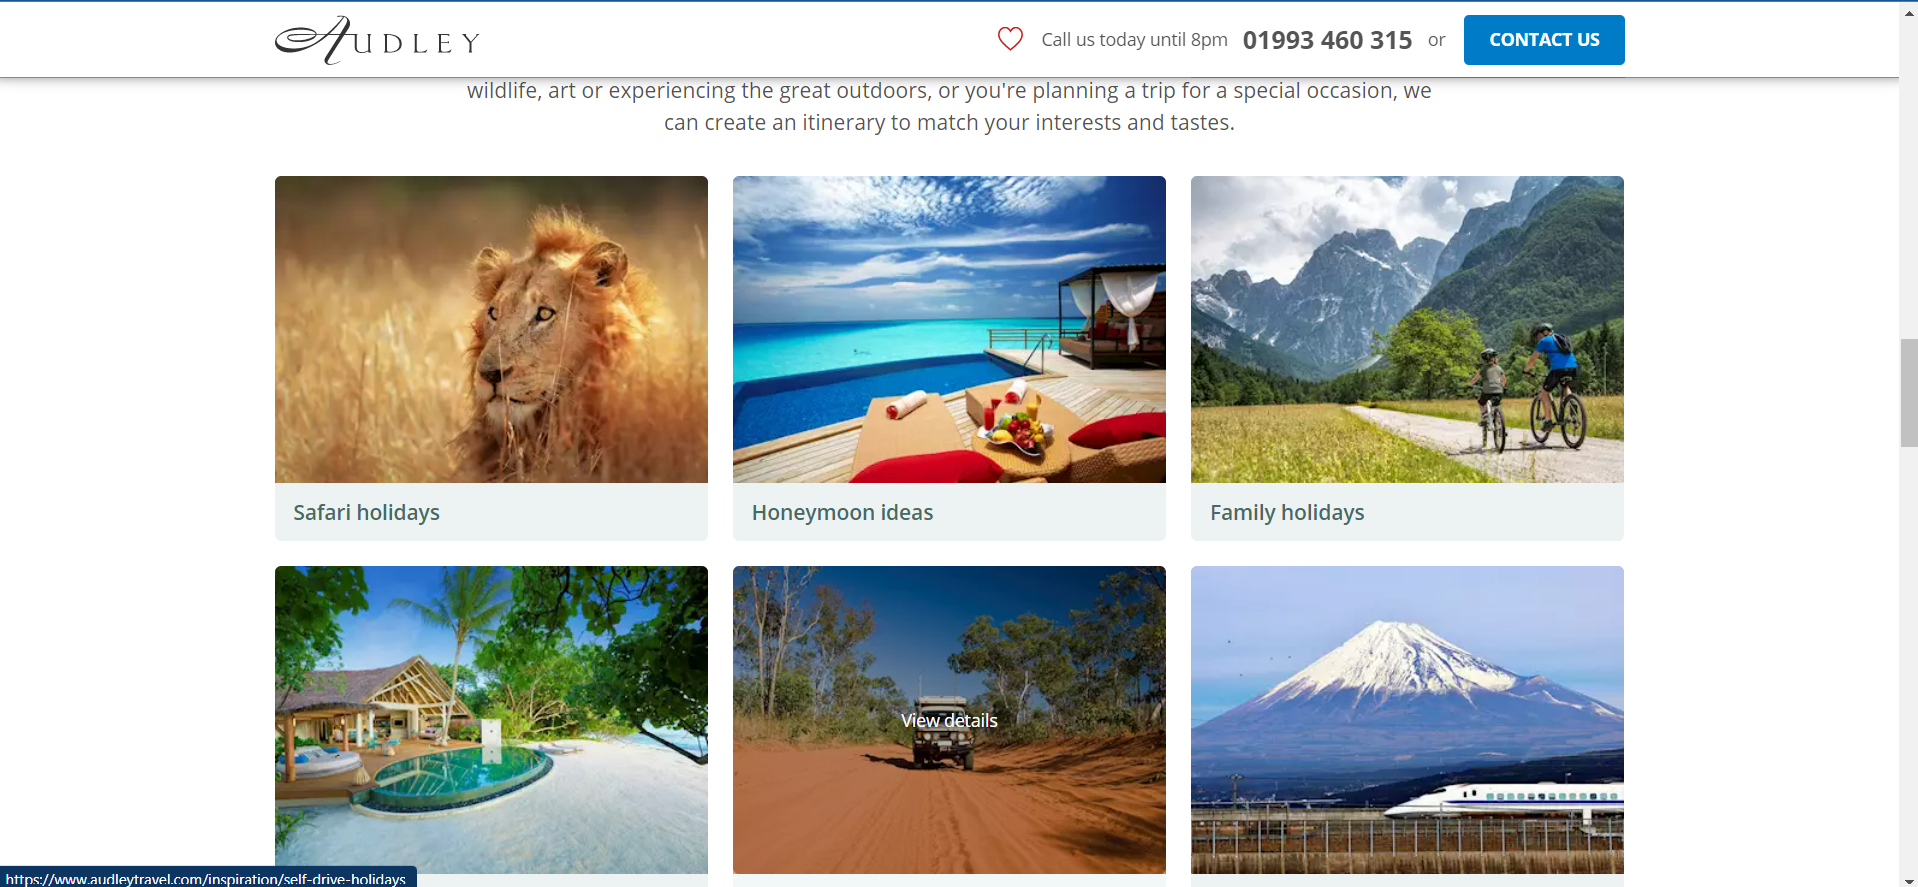 AUDLEY
Call us today until 8pm 01993 460 315 or CONTACT US
wildlife, art or experiencing the great outdoors, or you're planning a trip for a special occasion, we
can create an itinerary to match your interests and tastes.
Safari holidays
Honeymoon ideas
Family holidays
View details
https://www.audleytravel.com/inspiration/self-drive-holidays